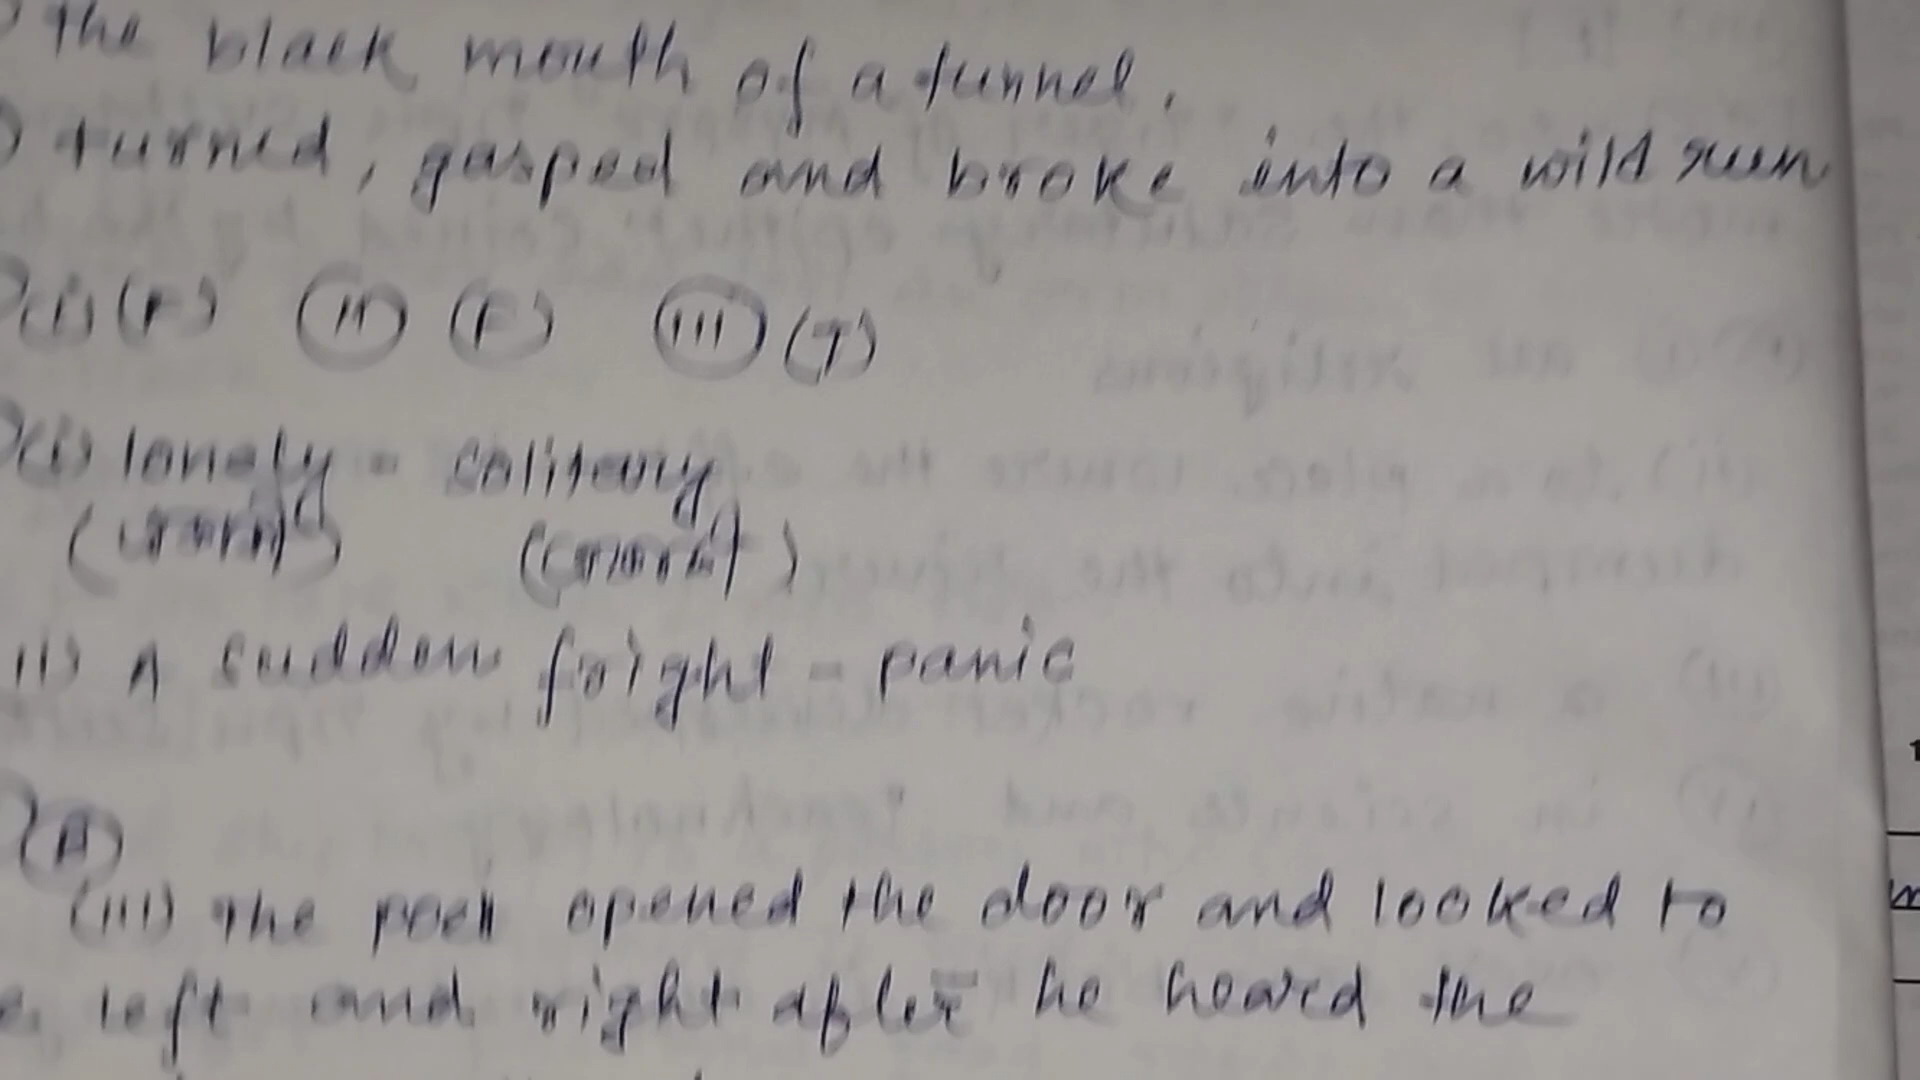 the black mouth of a tunnel.
turned, gasped and broke into a wild run
(i) (F) (ii) (F) (iii) (T)
(i) lonely - solitary
ii) A sudden fright - panic
(A)
(iii) The poet opened the door and looked to
left and right after he heard the